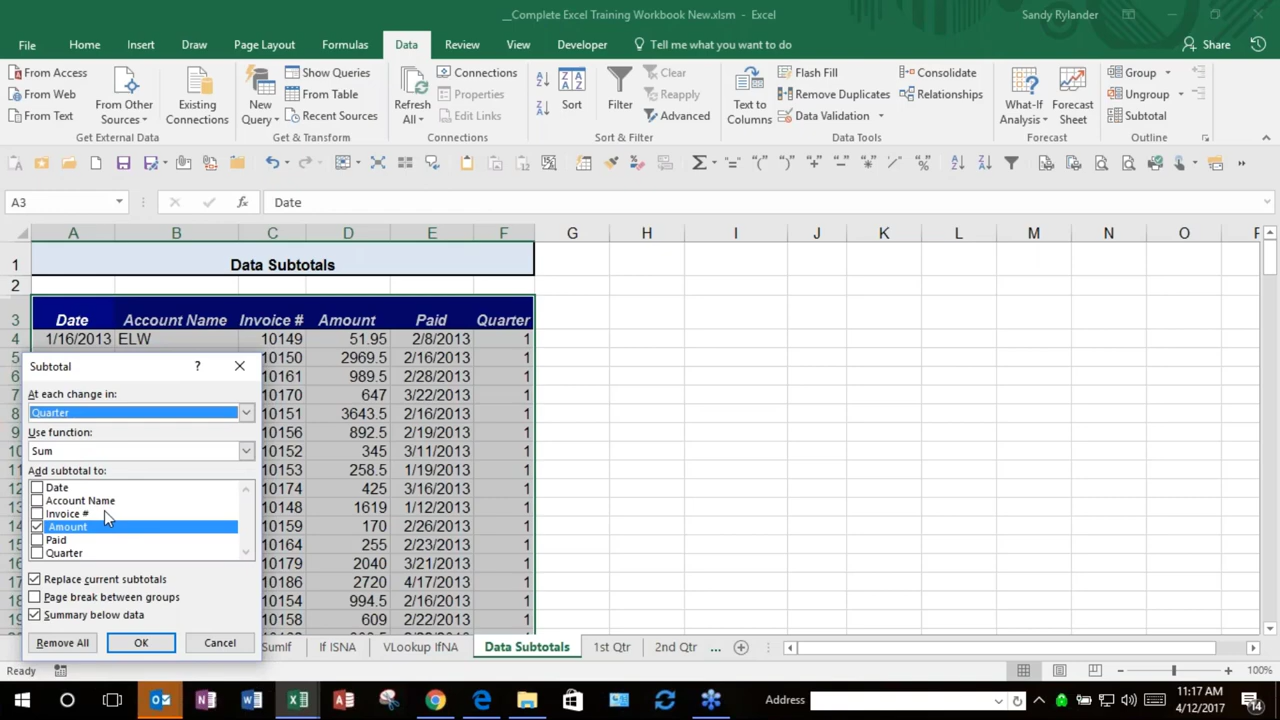 __Complete Excel Training Workbook New.xlsm - Excel
Sandy Rylander
File Home Insert Draw Page Layout Formulas Data Review View Developer Tell me what you want to do Share
From Access
From Web
From Text
From Other Sources
Existing Connections
Get External Data
New Query
Show Queries
From Table
Recent Sources
Get & Transform
Refresh All
Connections
Properties
Edit Links
Connections
Sort
Filter
Clear
Reapply
Advanced
Sort & Filter
Text to Columns
Flash Fill
Remove Duplicates
Data Validation
Consolidate
Relationships
Data Tools
What-If Analysis
Forecast Sheet
Forecast
Group
Ungroup
Subtotal
Outline
A3 fx Date
A B C D E F G H I J K L M N O
1 Data Subtotals
2
3 Date Account Name Invoice # Amount Paid Quarter
4 1/16/2013 ELW 10149 51.95 2/8/2013 1
5 10150 2969.5 2/16/2013 1
6 10161 989.5 2/28/2013 1
7 10170 647 3/22/2013 1
8 10151 3643.5 2/16/2013 1
9 10156 892.5 2/19/2013 1
10 10152 345 3/11/2013 1
11 10153 258.5 1/19/2013 1
12 10174 425 3/16/2013 1
13 10148 1619 1/12/2013 1
14 10159 170 2/26/2013 1
15 10164 255 2/23/2013 1
16 10179 2040 3/21/2013 1
17 10186 2720 4/17/2013 1
18 10154 994.5 2/16/2013 1
19 10158 609 2/22/2013 1
Subtotal ?
At each change in:
Quarter
Use function:
Sum
Add subtotal to:
Date
Account Name
Invoice #
Amount
Paid
Quarter
Replace current subtotals
Page break between groups
Summary below data
Remove All OK Cancel
SumIf If ISNA VLookup IfNA Data Subtotals 1st Qtr 2nd Qtr ...
Ready 100%
Address
11:17 AM
4/12/2017
14